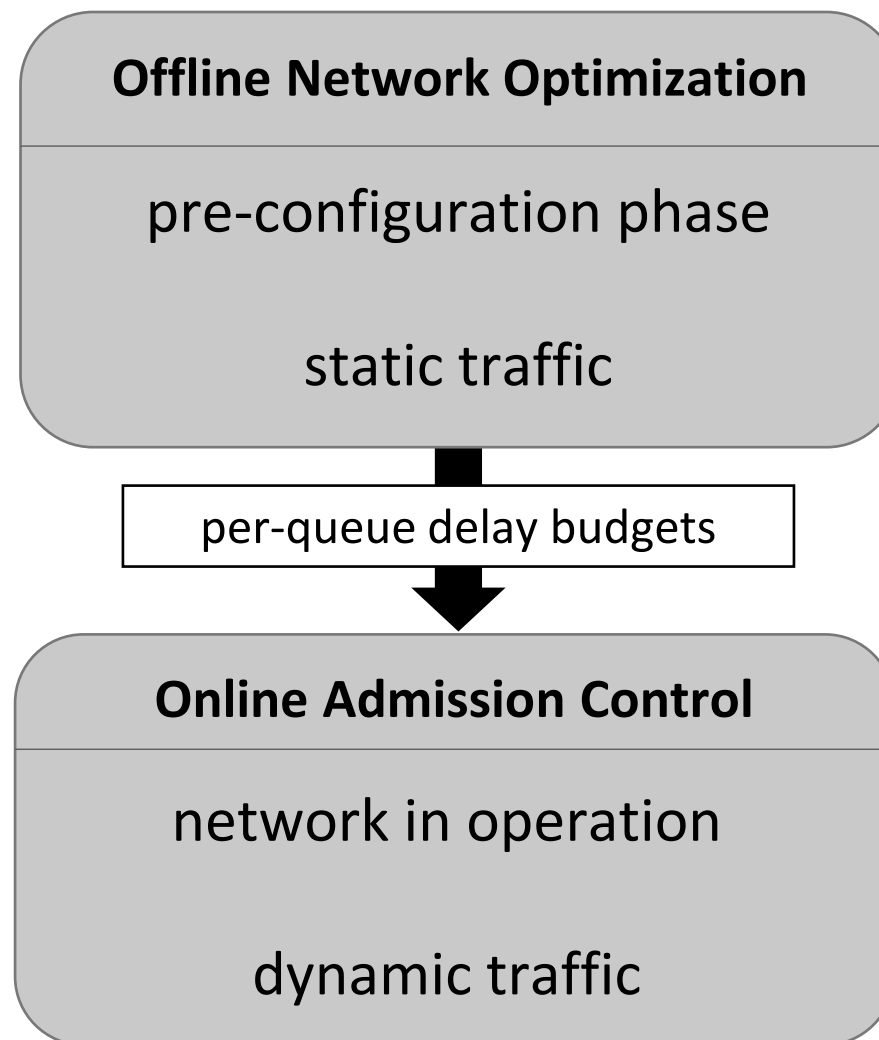 Offline Network Optimization
pre-configuration phase
static traffic
per-queue delay budgets
Online Admission Control
network in operation
dynamic traffic